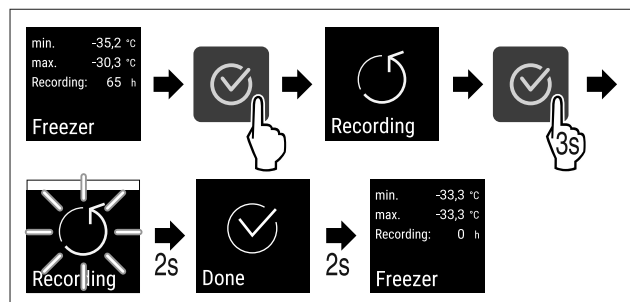 min. -35,2 °C
max. -30,3 °C
Recording: 65 h
Freezer
Recording
3s
Recording
2s
Done
2s
min. -33,3 °C
max. -33,3 °C
Recording: 0 h
Freezer